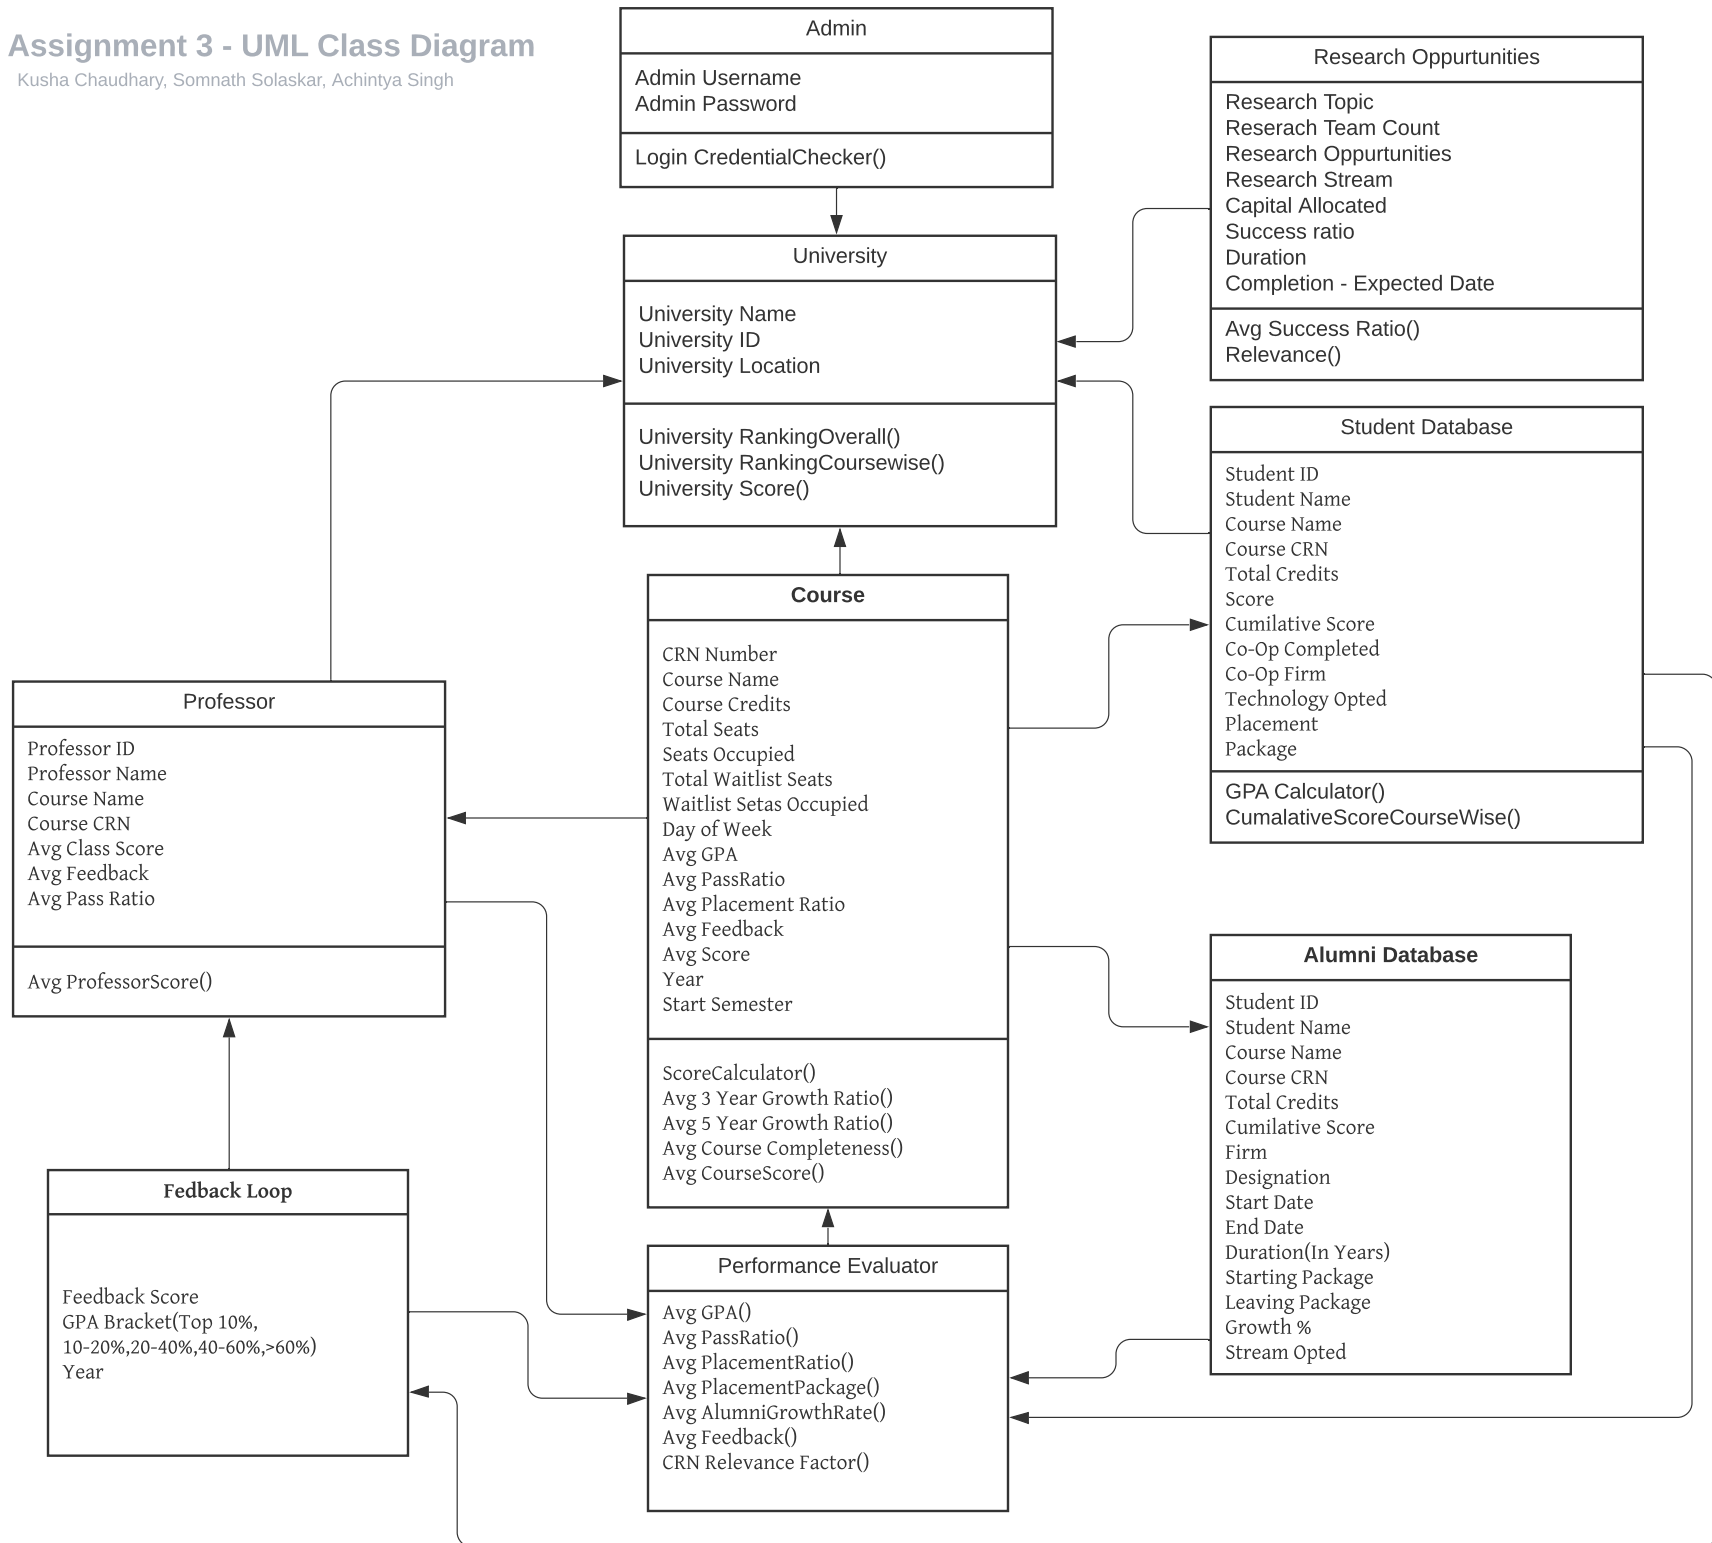 Assignment 3 - UML Class Diagram
Kusha Chaudhary, Somnath Solaskar, Achintya Singh
Admin
Admin Username
Admin Password
Login CredentialChecker()
Research Oppurtunities
Research Topic
Reserach Team Count
Research Oppurtunities
Research Stream
Capital Allocated
Success ratio
Duration
Completion - Expected Date
Avg Success Ratio()
Relevance()
University
University Name
University ID
University Location
University RankingOverall()
University RankingCoursewise()
University Score()
Student Database
Student ID
Student Name
Course Name
Course CRN
Total Credits
Score
Cumilative Score
Co-Op Completed
Co-Op Firm
Technology Opted
Placement
Package
GPA Calculator()
CumalativeScoreCourseWise()
Course
CRN Number
Course Name
Course Credits
Total Seats
Seats Occupied
Total Waitlist Seats
Waitlist Setas Occupied
Day of Week
Avg GPA
Avg PassRatio
Avg Placement Ratio
Avg Feedback
Avg Score
Year
Start Semester
ScoreCalculator()
Avg 3 Year Growth Ratio()
Avg 5 Year Growth Ratio()
Avg Course Completeness()
Avg CourseScore()
Professor
Professor ID
Professor Name
Course Name
Course CRN
Avg Class Score
Avg Feedback
Avg Pass Ratio
Avg ProfessorScore()
Alumni Database
Student ID
Student Name
Course Name
Course CRN
Total Credits
Cumilative Score
Firm
Designation
Start Date
End Date
Duration(In Years)
Starting Package
Leaving Package
Growth %
Stream Opted
Fedback Loop
Feedback Score
GPA Bracket(Top 10%,
10-20%,20-40%,40-60%,>60%)
Year
Performance Evaluator
Avg GPA()
Avg PassRatio()
Avg PlacementRatio()
Avg PlacementPackage()
Avg AlumniGrowthRate()
Avg Feedback()
CRN Relevance Factor()